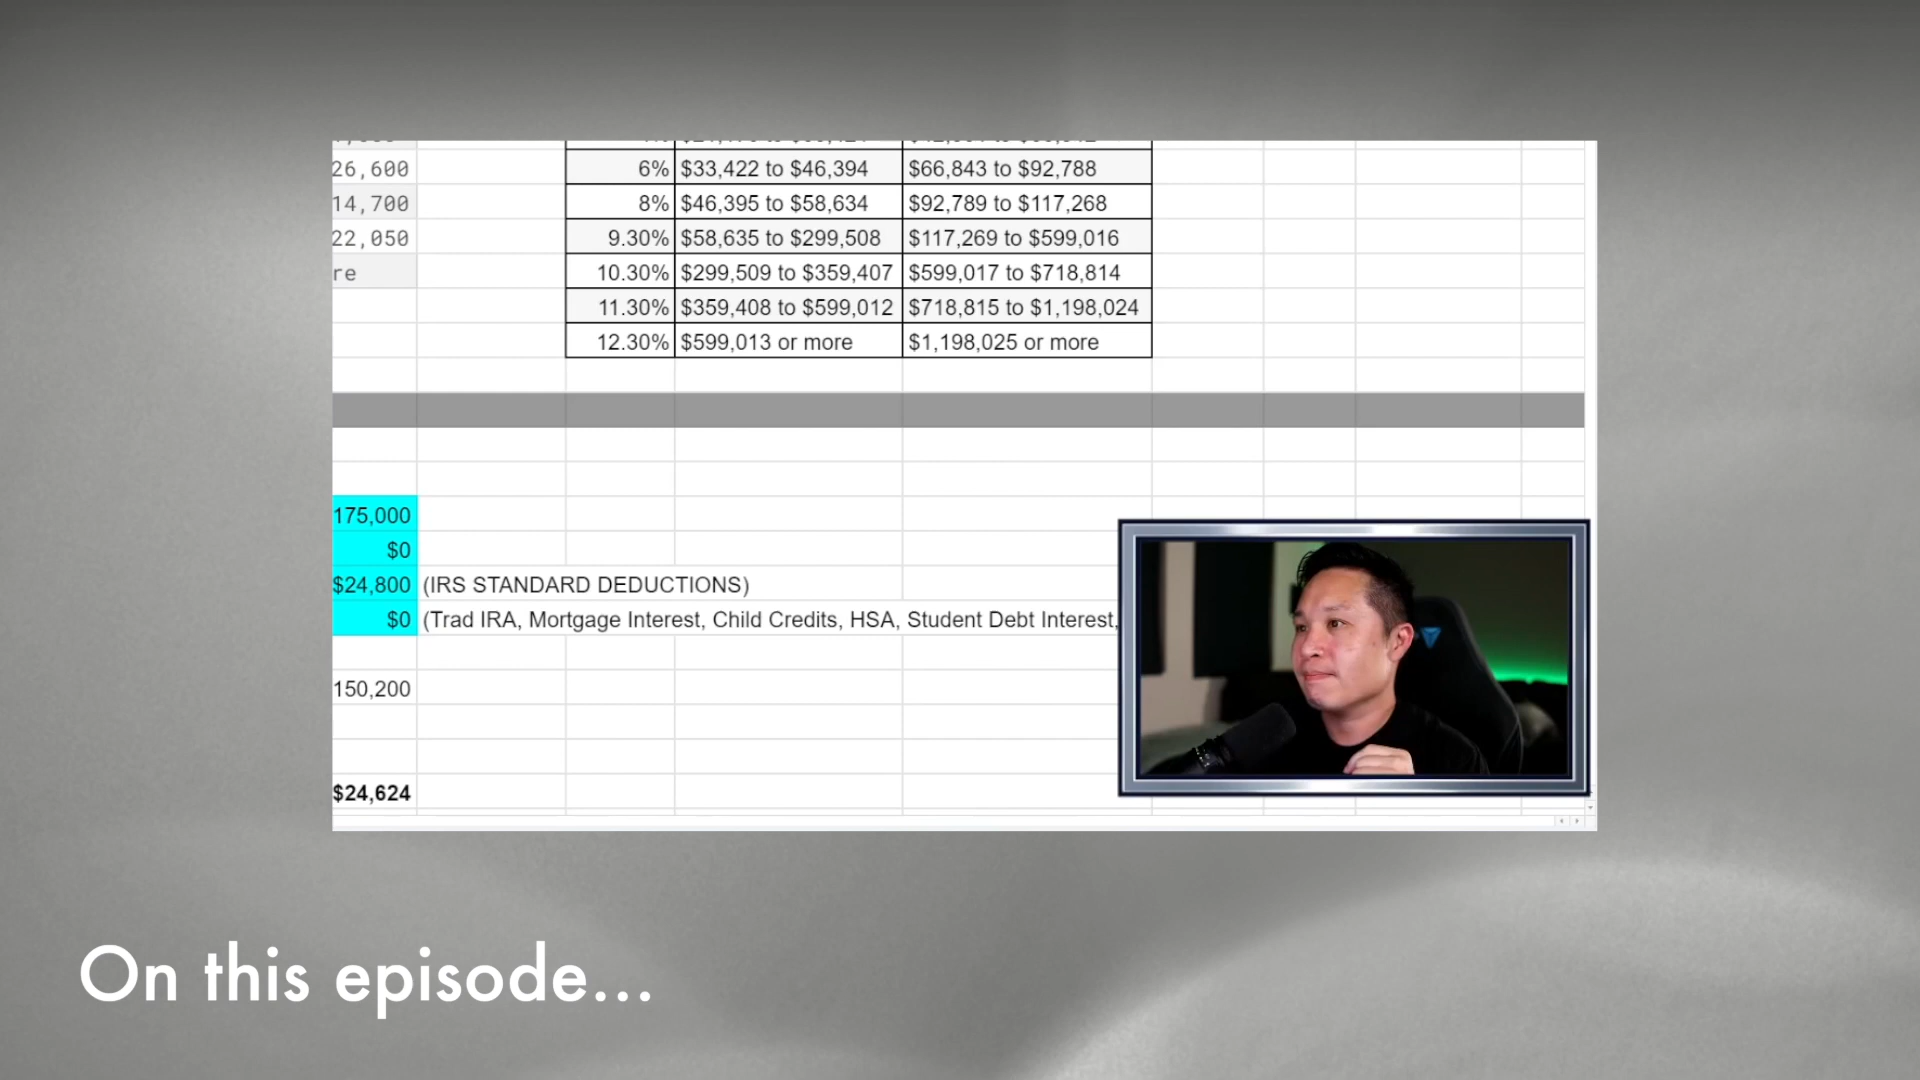 26,600 6% $33,422 to $46,394 $66,843 to $92,788
14,700 8% $46,395 to $58,634 $92,789 to $117,268
22,050 9.30% $58,635 to $299,508 $117,269 to $599,016
re 10.30% $299,509 to $359,407 $599,017 to $718,814
11.30% $359,408 to $599,012 $718,815 to $1,198,024
12.30% $599,013 or more $1,198,025 or more
175,000
$0
$24,800 (IRS STANDARD DEDUCTIONS)
$0 (Trad IRA, Mortgage Interest, Child Credits, HSA, Student Debt Interest,
150,200
$24,624
On this episode...